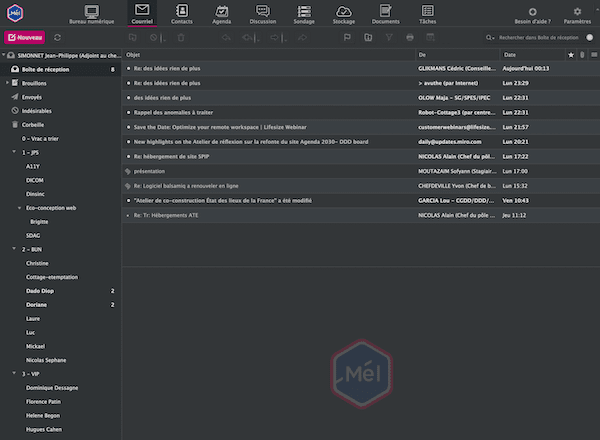 Bureau numérique
Courriel
Contacts
Agenda
Discussion
Sondage
Stockage
Documents
Tâches
Besoin d'aide ?
Paramètres
Nouveau
Rechercher dans Boîte de réception
SIMONNET Jean-Philippe (Adjoint au che...
Boîte de réception 8
Brouillons
Envoyés
Indésirables
Corbeille
0 - Vrac a trier
1 - JPS
A11Y
DICOM
Dinsinc
Eco-conception web
Brigitte
SDAG
2 - BUN
Christine
Cottage-etemptation
Dado Diop 2
Doriane 2
Laure
Luc
Mickael
Nicolas Sephane
3 - VIP
Dominique Dessagne
Florence Patin
Helene Begon
Hugues Cahen
Objet De Date
Re: des idées rien de plus GLIKMANS Cédric (Conseille... Aujourd'hui 00:13
Re: des idées rien de plus > avuthe (par Internet) Lun 23:29
des idées rien de plus OLOW Maja - SG/SPES/IPEC Lun 22:31
Rappel des anomalies à traiter Robot-Cottage3 (par centre... Lun 22:31
Save the Date: Optimize your remote workspace | Lifesize Webinar customerwebinars@lifesize... Lun 21:57
New highlights on the Atelier de réflexion sur la refonte du site Agenda 2030- DDD board daily@updates.miro.com Lun 20:21
Re: hébergement de site SPIP NICOLAS Alain (Chef du pôl... Lun 17:22
présentation MOUTAZAIM Sofyann (Stagiair... Lun 17:00
Re: Logiciel balsamiq a renouveler en ligne CHEFDEVILLE Yvon (Chef de b... Lun 15:32
"Atelier de co-construction État des lieux de la France" a été modifié GARCIA Lou - CGDD/DDD/... Ven 10:43
Re: Tr: Hébergements ATE NICOLAS Alain (Chef du pôle ... Jeu 11:12
Mél